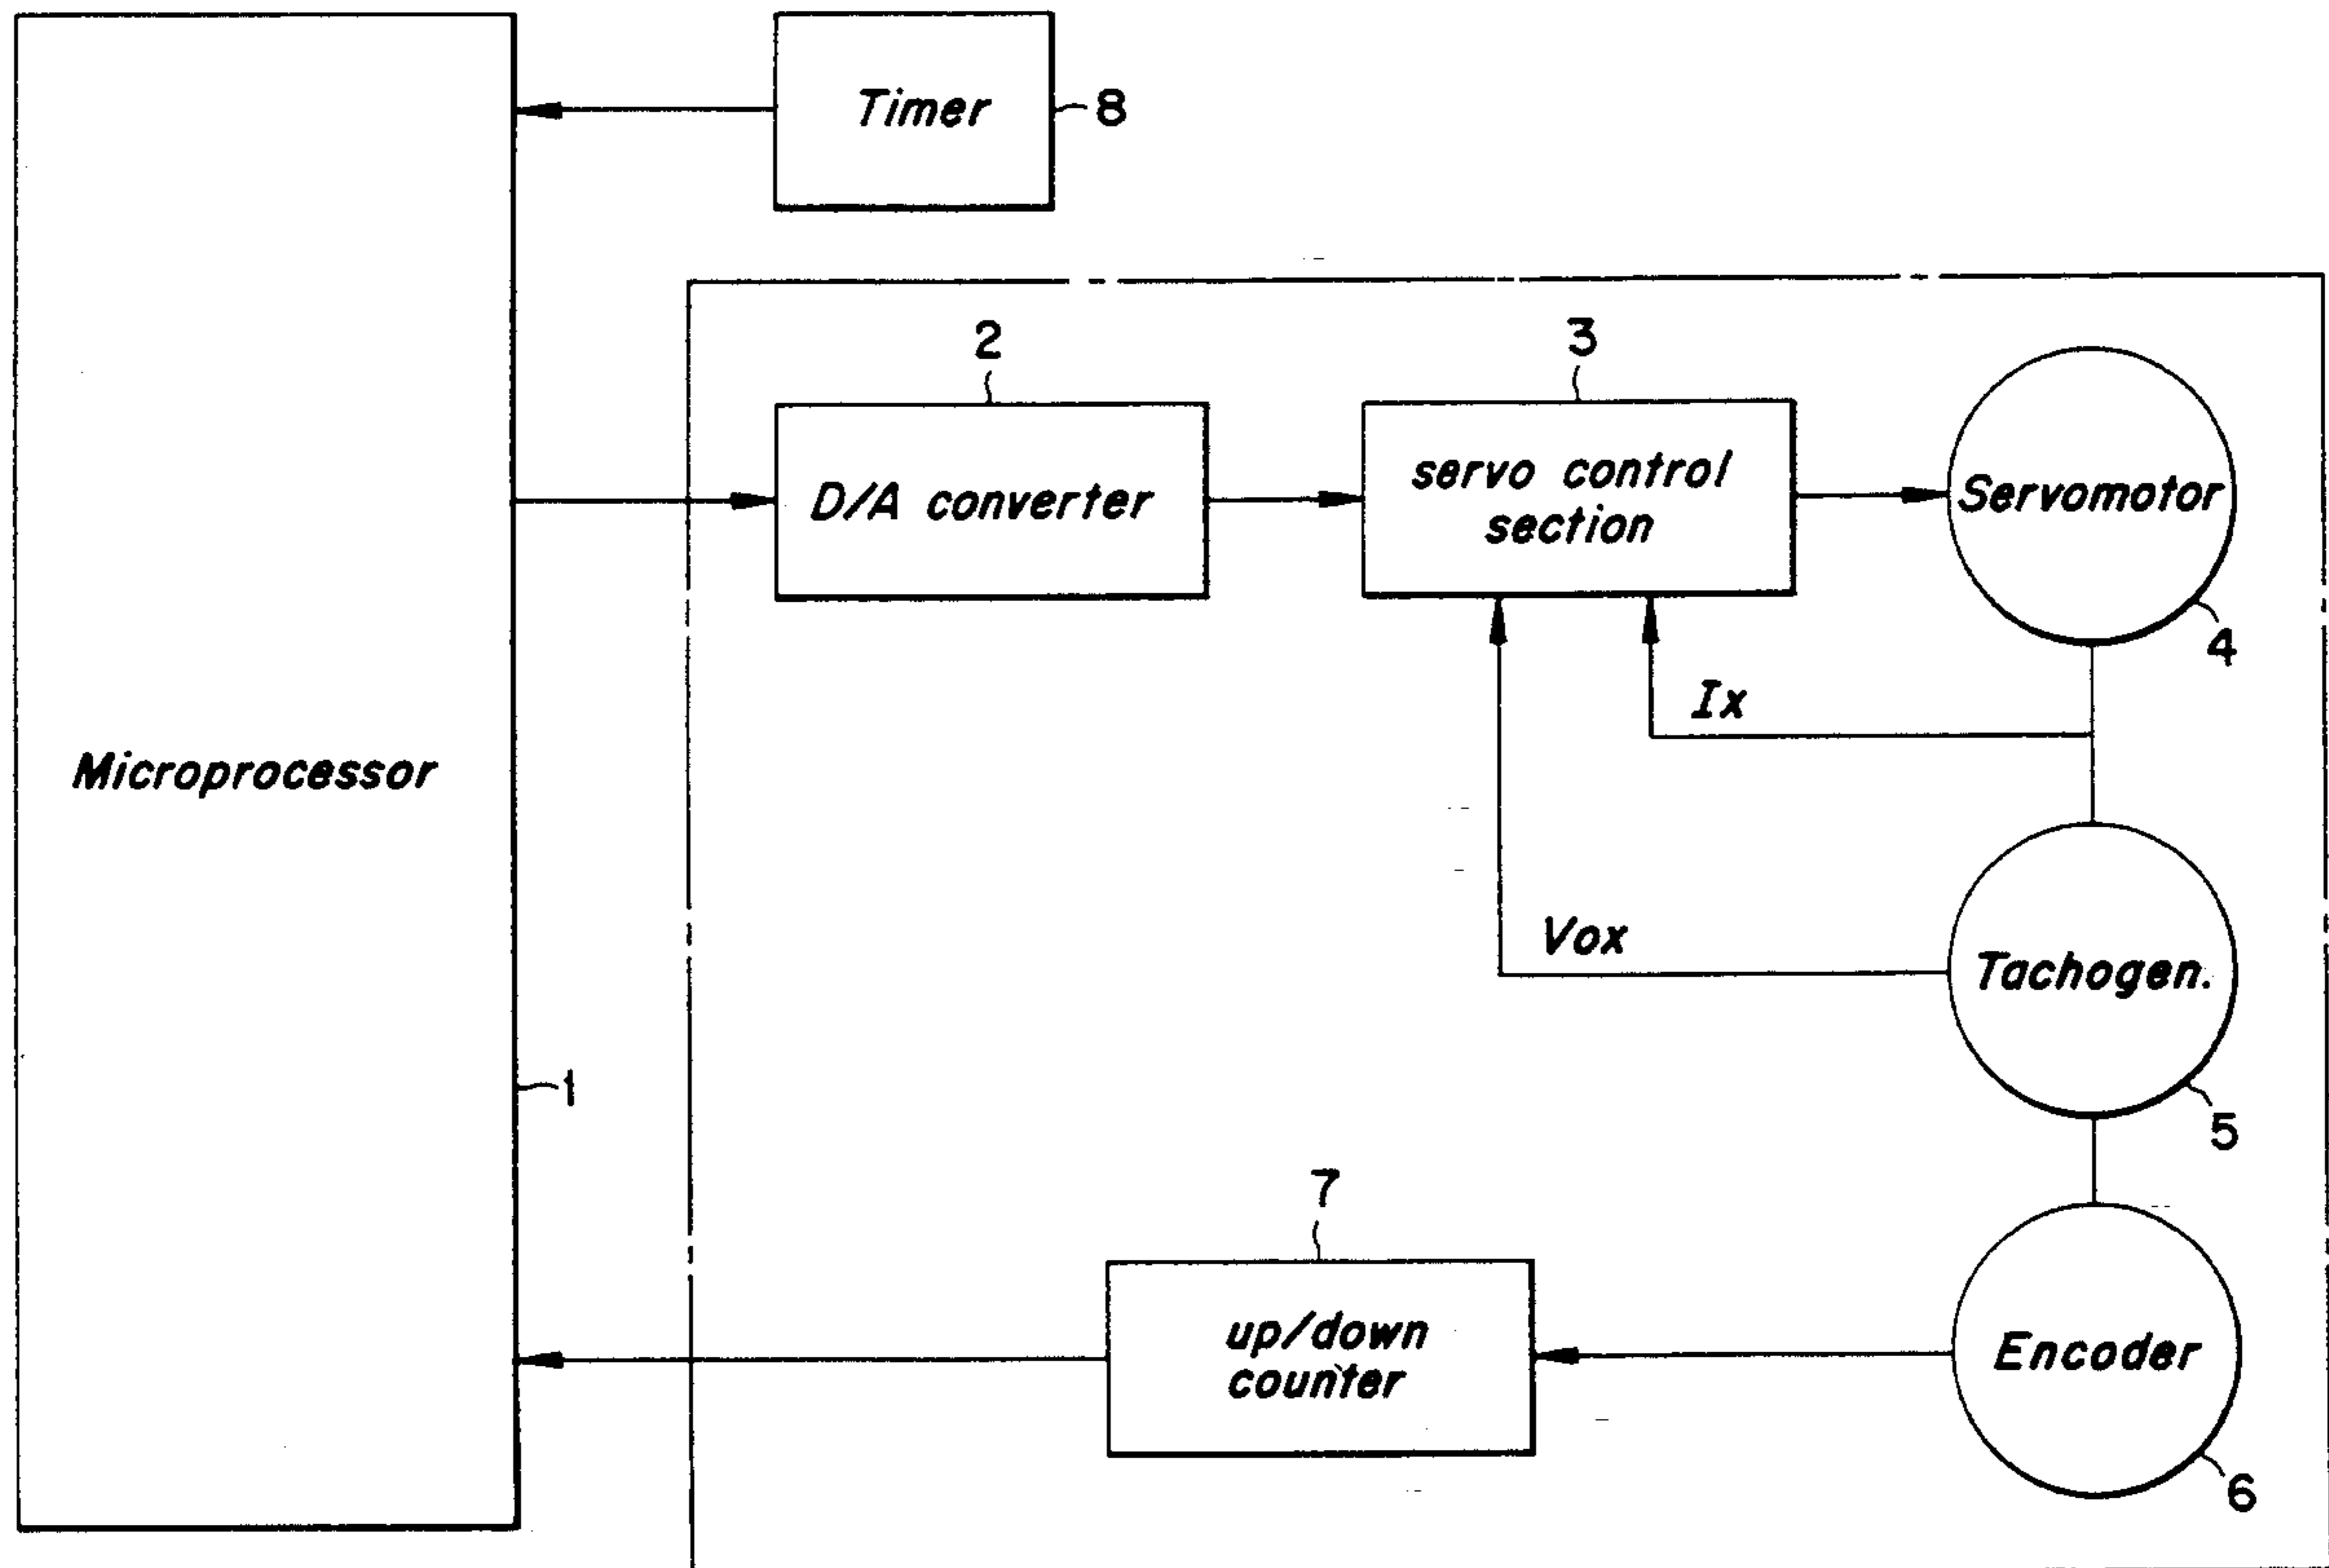 Timer
8
2
3
D/A converter
servo control
section
Servomotor
4
Ix
Microprocessor
Vox
Tachogen.
1
5
7
up/down
counter
Encoder
6